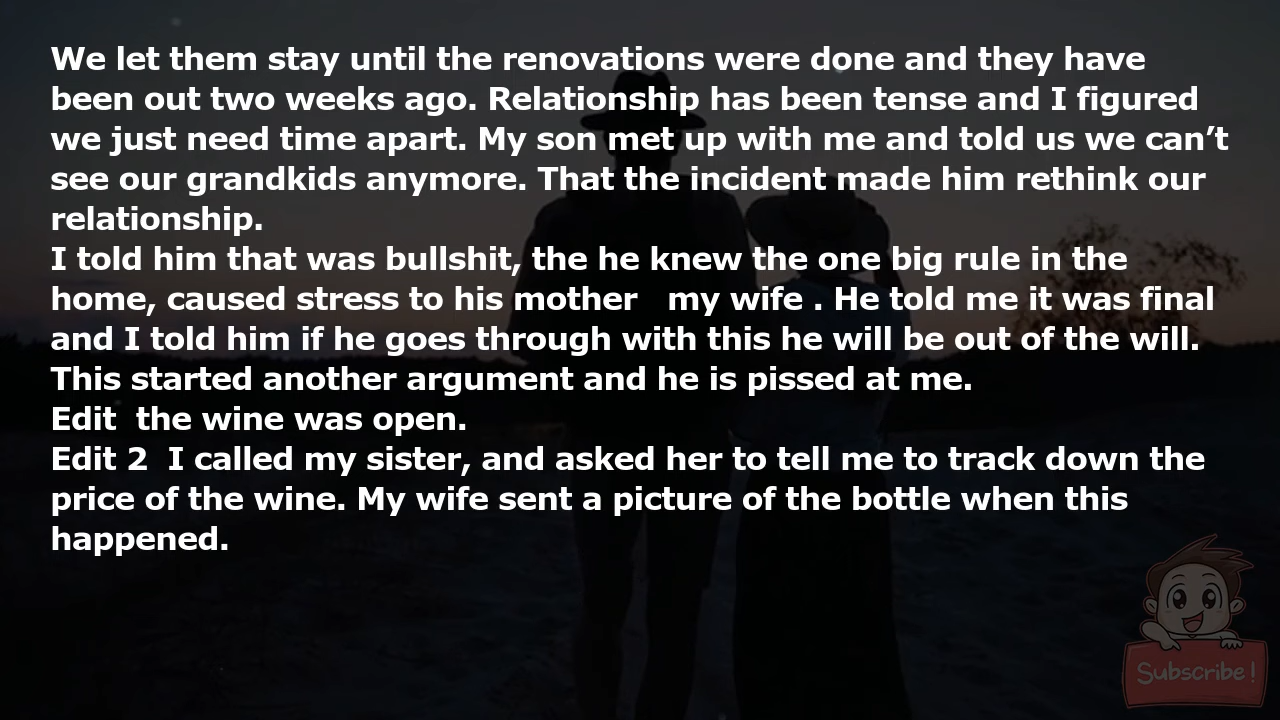 We let them stay until the renovations were done and they have
been out two weeks ago. Relationship has been tense and I figured
we just need time apart. My son met up with me and told us we can’t
see our grandkids anymore. That the incident made him rethink our
relationship.
I told him that was bullshit, the he knew the one big rule in the
home, caused stress to his mother   my wife . He told me it was final
and I told him if he goes through with this he will be out of the will.
This started another argument and he is pissed at me.
Edit  the wine was open.
Edit 2  I called my sister, and asked her to tell me to track down the
price of the wine. My wife sent a picture of the bottle when this
happened.
Subscribe!